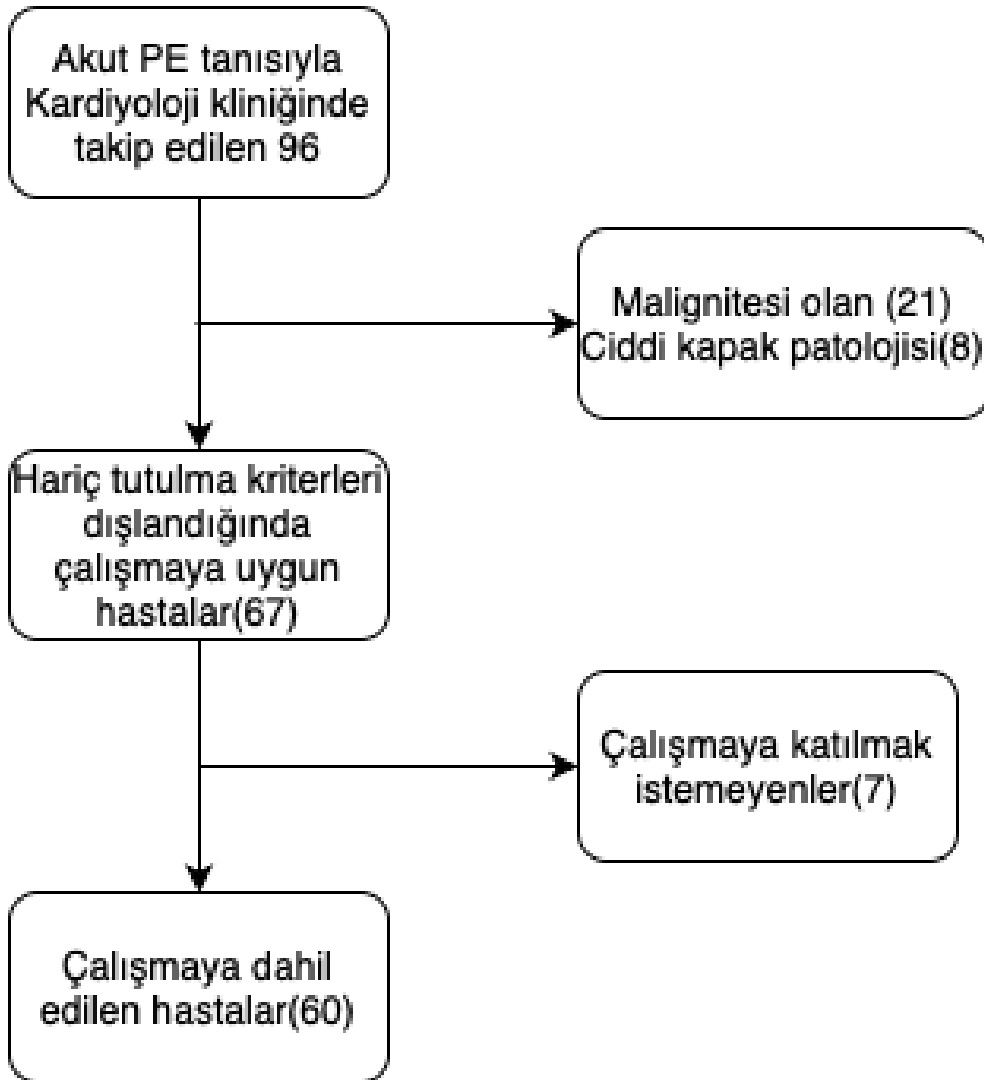 Akut PE tanısıyla
Kardiyoloji kliniğinde
takip edilen 96
Malignitesi olan (21)
Ciddi kapak patolojisi(8)
Hariç tutulma kriterleri
dışlandığında
çalışmaya uygun
hastalar(67)
Çalışmaya katılmak
istemeyenler(7)
Çalışmaya dahil
edilen hastalar(60)